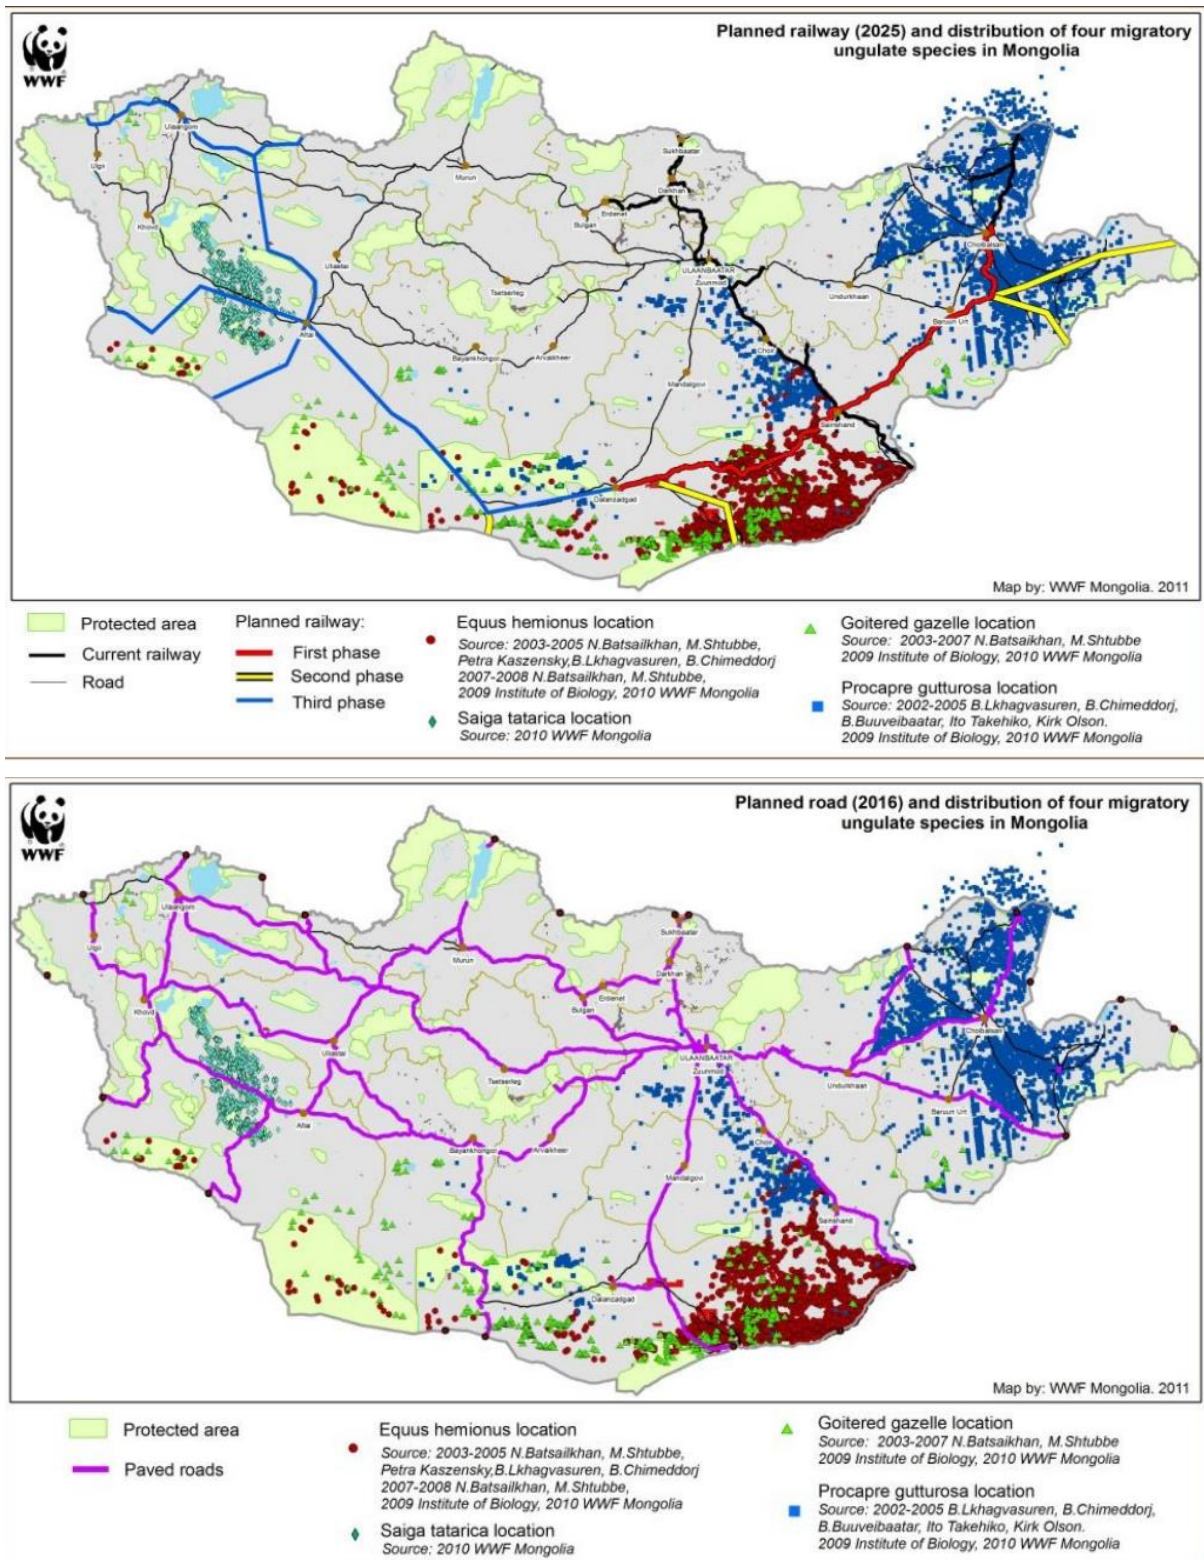 Planned railway (2025) and distribution of four migratory
ungulate species in Mongolia
WWF
Ulaangom
Ulgii
Khovd
Murun
Uliastai
Altai
Tsetserleg
Bayankhongor
Arvaikheer
Bulgan
Erdenet
Sukhbaatar
Darkhan
ULAANBAATAR
Zuunmod
Undurkhaan
Choibalsan
Baruun Urt
Choir
Mandalgovi
Sainshand
Dalanzadgad
Map by: WWF Mongolia. 2011
Protected area
Current railway
Road
Planned railway:
First phase
Second phase
Third phase
Equus hemionus location
Source: 2003-2005 N.Batsailkhan, M.Shtubbe,
Petra Kaszensky,B.Lkhagvasuren, B.Chimeddorj
2007-2008 N.Batsailkhan, M.Shtubbe,
2009 Institute of Biology, 2010 WWF Mongolia
Saiga tatarica location
Source: 2010 WWF Mongolia
Goitered gazelle location
Source: 2003-2007 N.Batsaikhan, M.Shtubbe
2009 Institute of Biology, 2010 WWF Mongolia
Procapre gutturosa location
Source: 2002-2005 B.Lkhagvasuren, B.Chimeddorj,
B.Buuveibaatar, Ito Takehiko, Kirk Olson.
2009 Institute of Biology, 2010 WWF Mongolia
Planned road (2016) and distribution of four migratory
ungulate species in Mongolia
WWF
Ulaangom
Ulgii
Khovd
Murun
Uliastai
Altai
Tsetserleg
Bayankhongor
Arvaikheer
Bulgan
Erdenet
Sukhbaatar
Darkhan
ULAANBAATAR
Zuunmod
Undurkhaan
Choibalsan
Baruun Urt
Choir
Mandalgovi
Sainshand
Dalanzadgad
Map by: WWF Mongolia. 2011
Protected area
Paved roads
Equus hemionus location
Source: 2003-2005 N.Batsailkhan, M.Shtubbe,
Petra Kaszensky,B.Lkhagvasuren, B.Chimeddorj
2007-2008 N.Batsailkhan, M.Shtubbe,
2009 Institute of Biology, 2010 WWF Mongolia
Saiga tatarica location
Source: 2010 WWF Mongolia
Goitered gazelle location
Source: 2003-2007 N.Batsaikhan, M.Shtubbe
2009 Institute of Biology, 2010 WWF Mongolia
Procapre gutturosa location
Source: 2002-2005 B.Lkhagvasuren, B.Chimeddorj,
B.Buuveibaatar, Ito Takehiko, Kirk Olson.
2009 Institute of Biology, 2010 WWF Mongolia